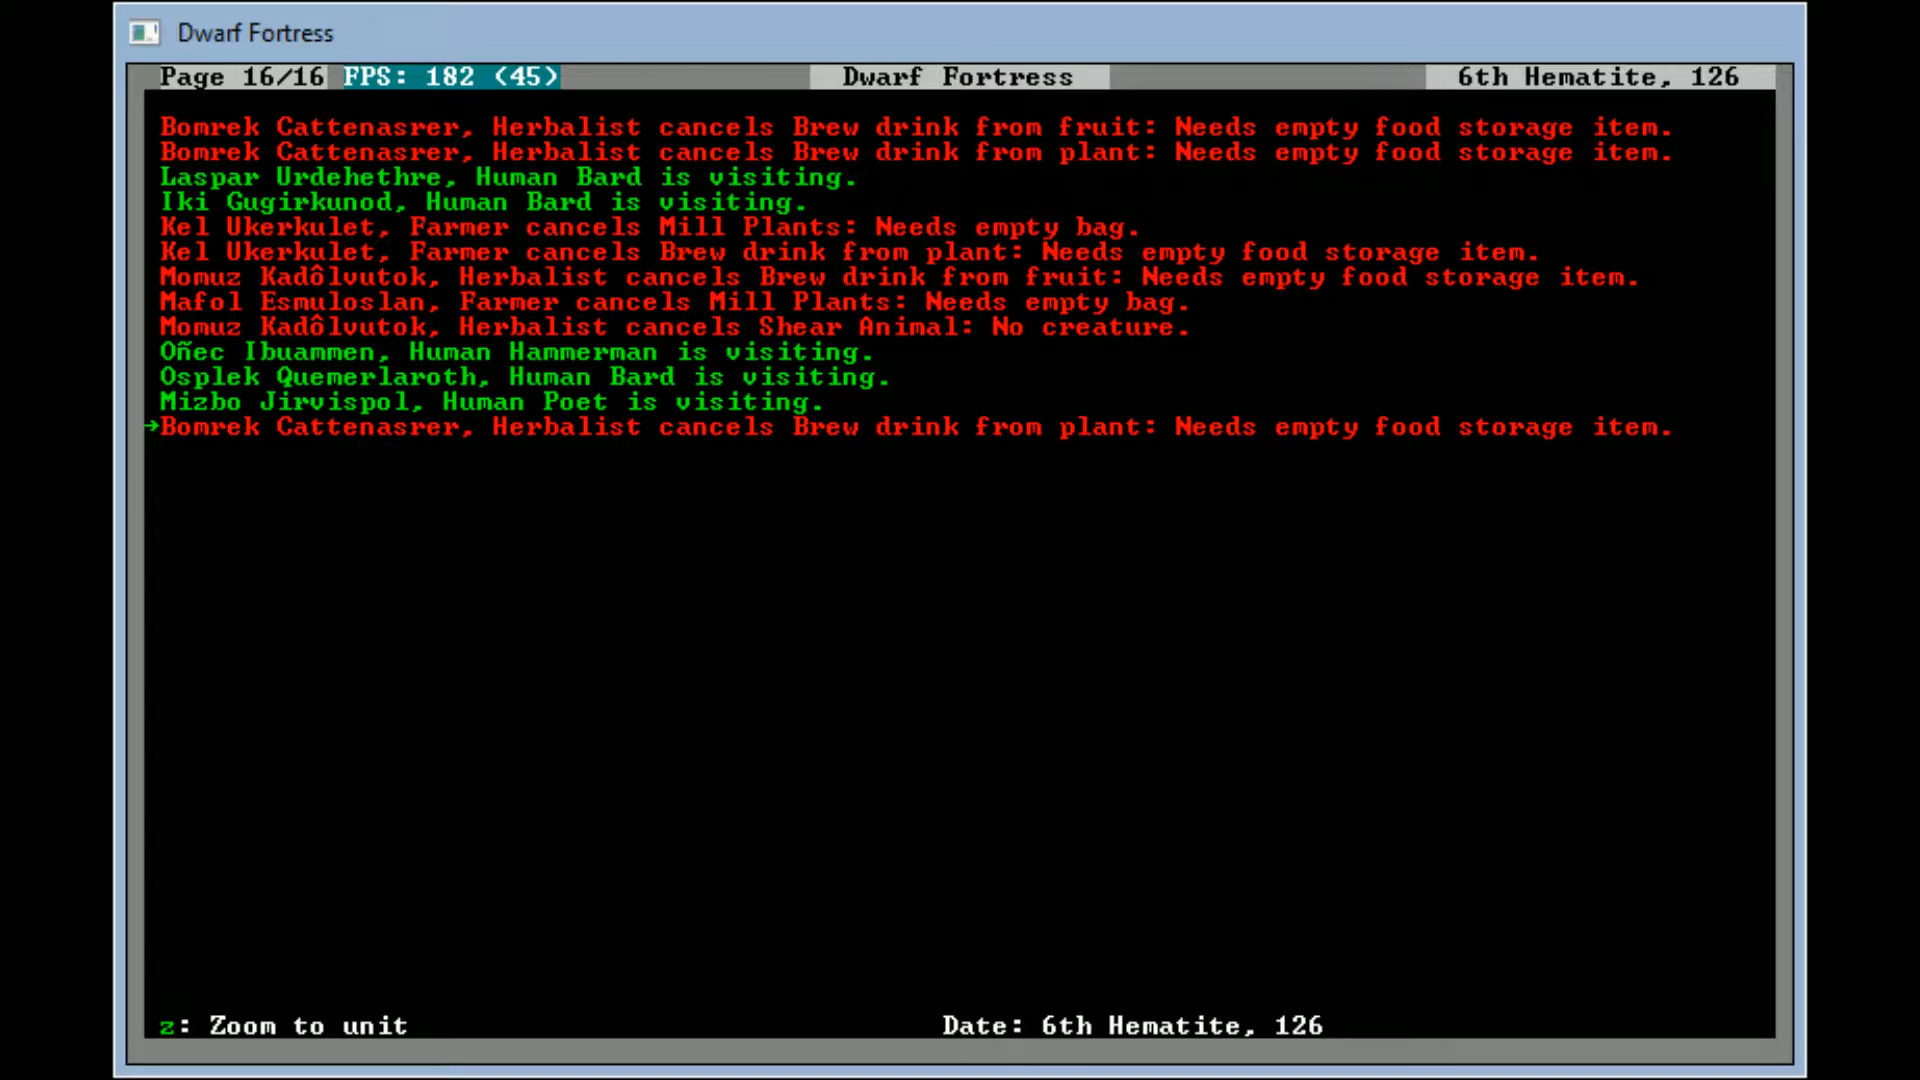 Dwarf Fortress
Page 16/16 FPS: 182 (45) Dwarf Fortress 6th Hematite, 126
Bomrek Cattenasrer, Herbalist cancels Brew drink from fruit: Needs empty food storage item.
Bomrek Cattenasrer, Herbalist cancels Brew drink from plant: Needs empty food storage item.
Laspar Urdehethre, Human Bard is visiting.
Iki Gugirkunod, Human Bard is visiting.
Kel Ukerkulet, Farmer cancels Mill Plants: Needs empty bag.
Kel Ukerkulet, Farmer cancels Brew drink from plant: Needs empty food storage item.
Momuz Kadôlvutok, Herbalist cancels Brew drink from fruit: Needs empty food storage item.
Mafol Esmuloslan, Farmer cancels Mill Plants: Needs empty bag.
Momuz Kadôlvutok, Herbalist cancels Shear Animal: No creature.
Oñec Ibuammen, Human Hammerman is visiting.
Osplek Quemerlaroth, Human Bard is visiting.
Mizbo Jirvispol, Human Poet is visiting.
→Bomrek Cattenasrer, Herbalist cancels Brew drink from plant: Needs empty food storage item.
z: Zoom to unit Date: 6th Hematite, 126